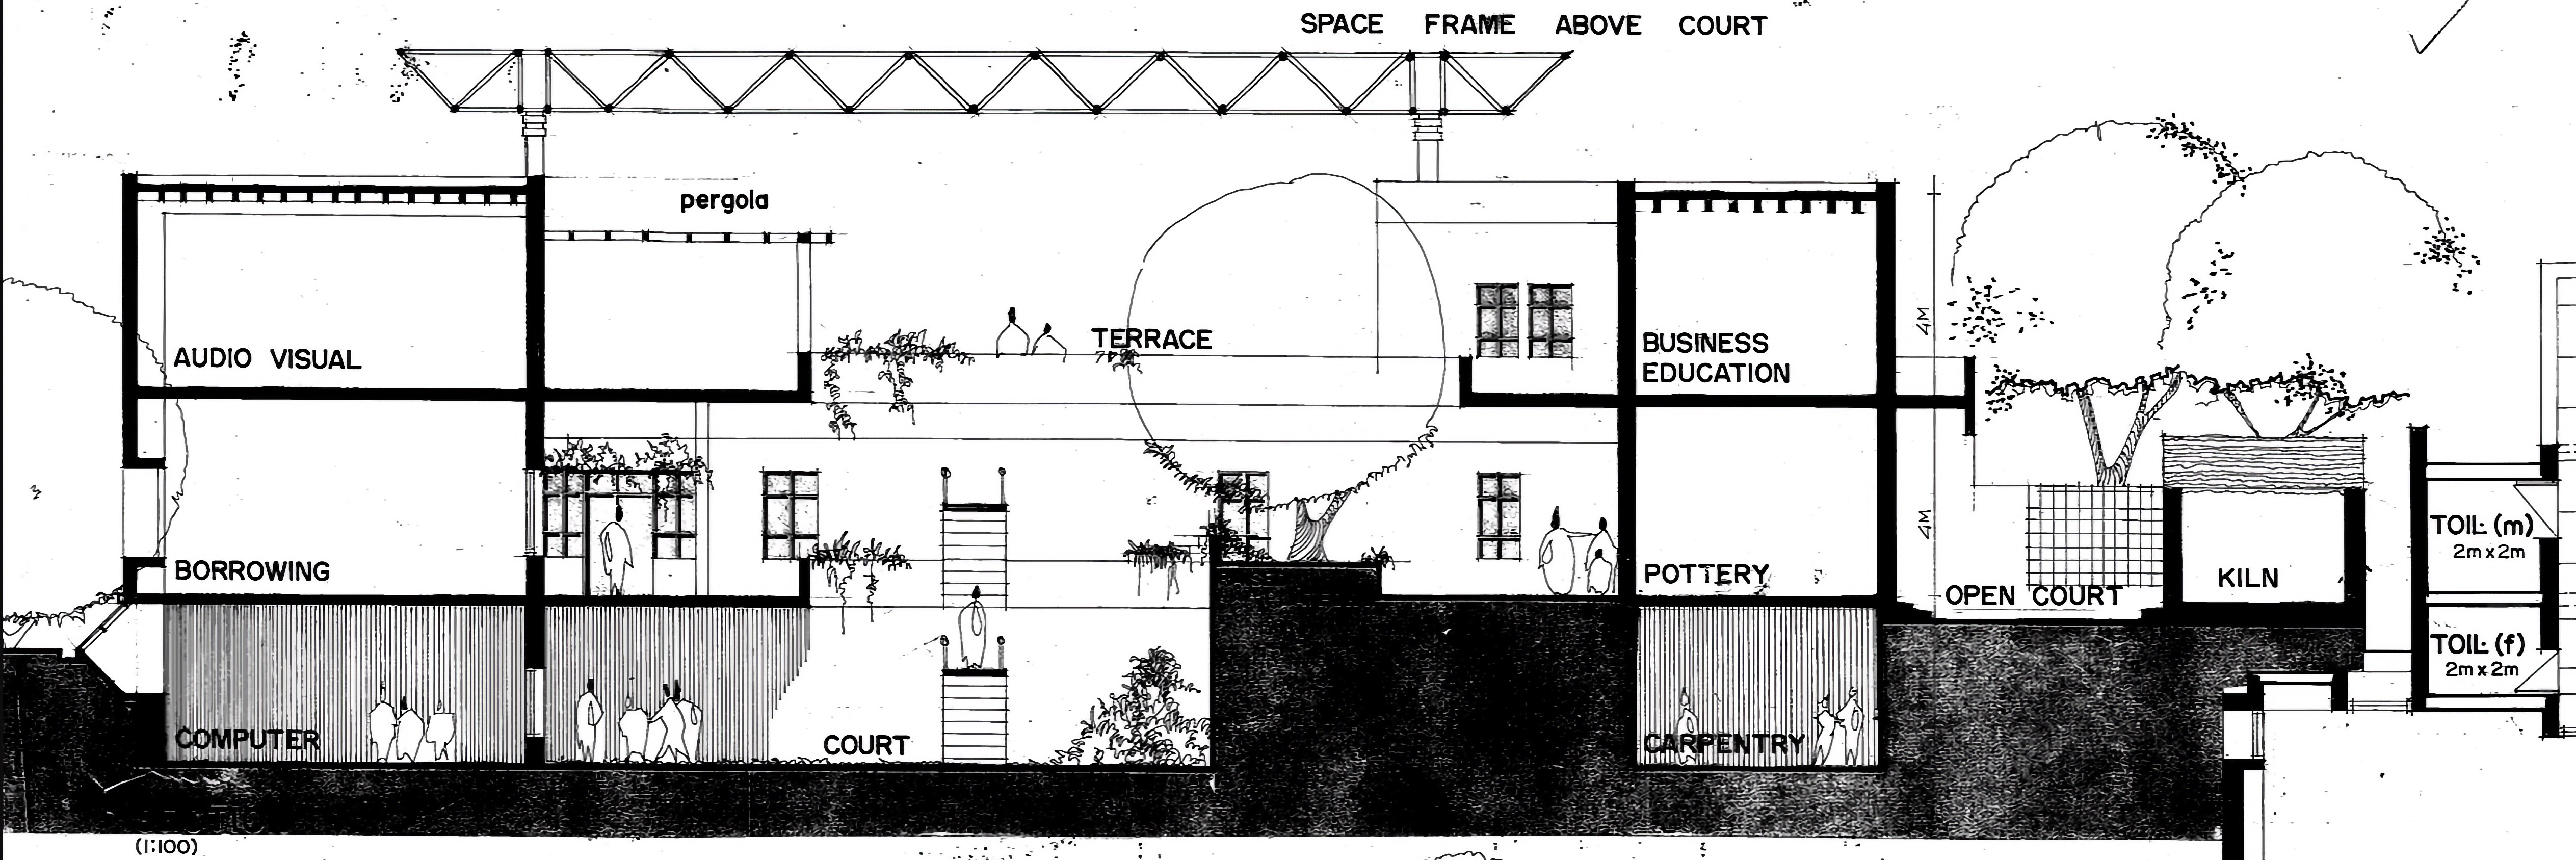 SPACE FRAME ABOVE COURT
pergola
TERRACE
AUDIO VISUAL
BUSINESS
EDUCATION
4M
BORROWING
POTTERY
4M
OPEN COURT
KILN
TOIL. (m)
2m x 2m
TOIL. (f)
2m x 2m
COMPUTER
COURT
CARPENTRY
(1:100)